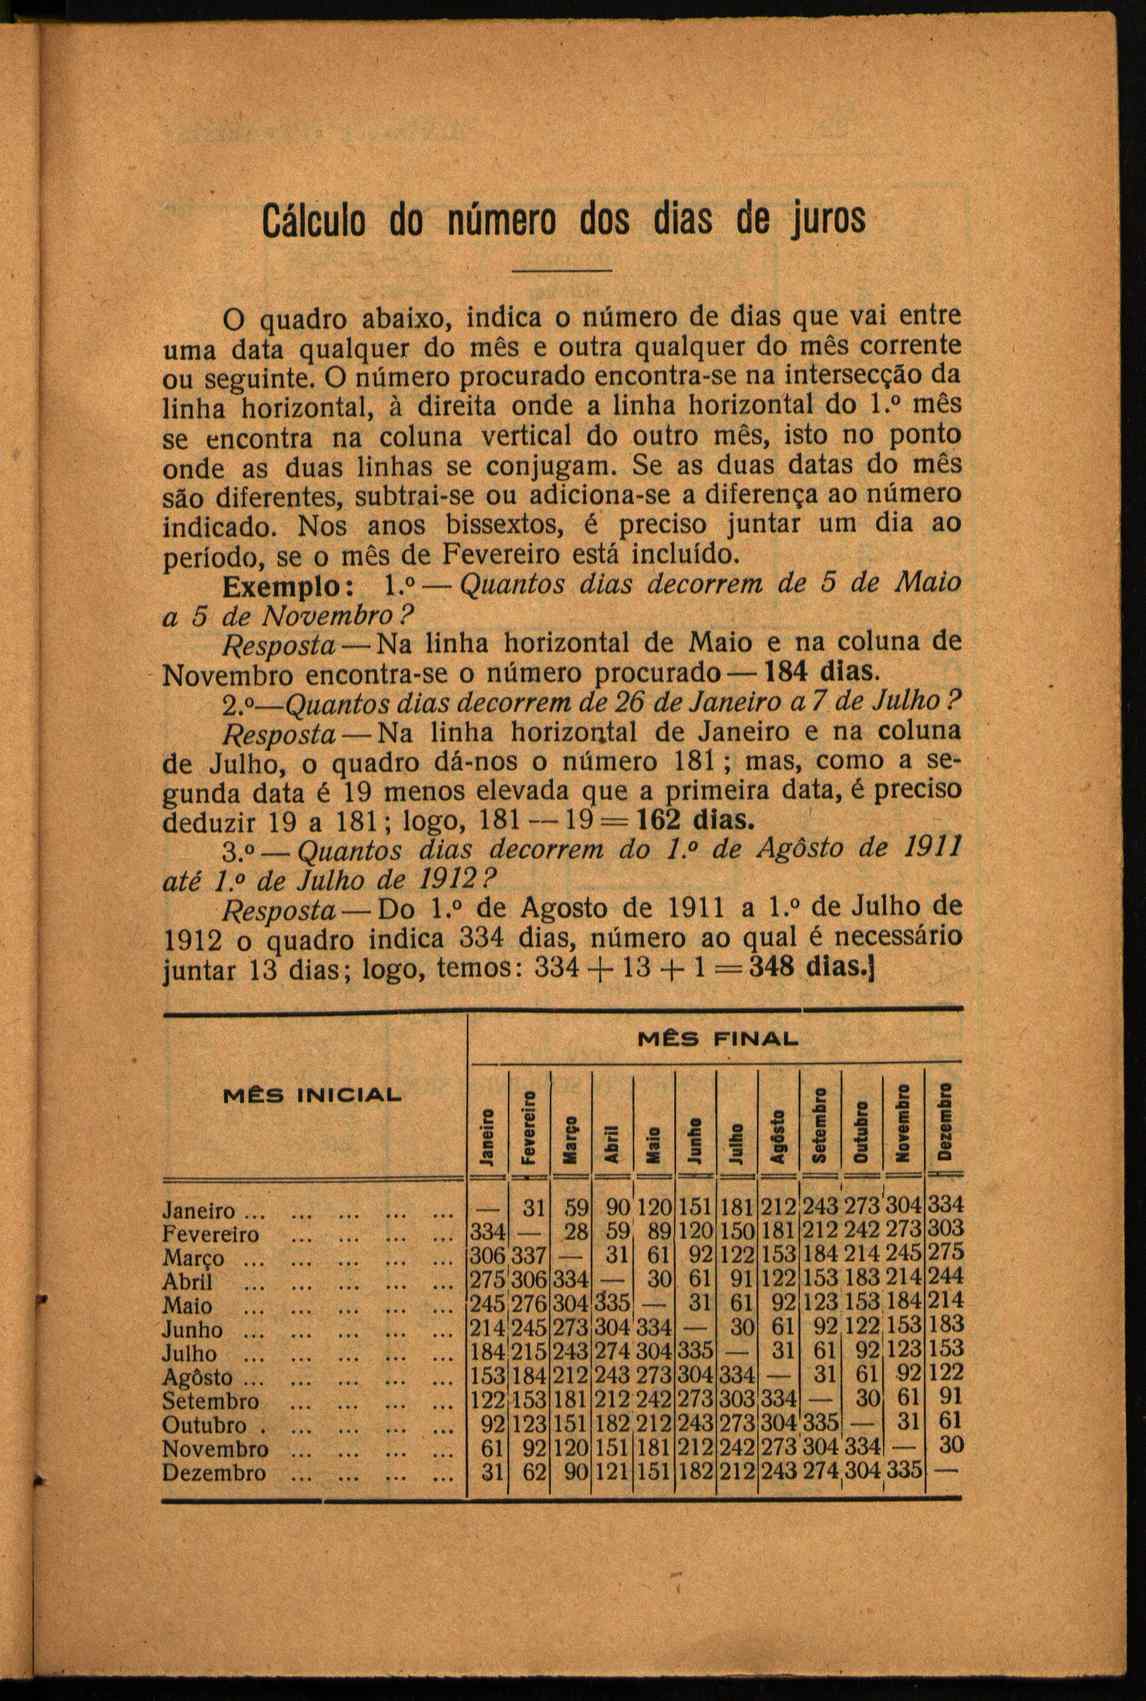 Cálculo do número dos dias de juros
O quadro abaixo, indica o número de dias que vai entre
uma data qualquer do mês e outra qualquer do mês corrente
ou seguinte. O número procurado encontra-se na intersecção da
linha horizontal, à direita onde a linha horizontal do 1.º mês
se encontra na coluna vertical do outro mês, isto no ponto
onde as duas linhas se conjugam. Se as duas datas do mês
são diferentes, subtrai-se ou adiciona-se a diferença ao número
indicado. Nos anos bissextos, é preciso juntar um dia ao
período, se o mês de Fevereiro está incluído.
Exemplo: 1.º — Quantos dias decorrem de 5 de Maio
a 5 de Novembro?
Resposta — Na linha horizontal de Maio e na coluna de
Novembro encontra-se o número procurado — 184 dias.
2.º—Quantos dias decorrem de 26 de Janeiro a 7 de Julho?
Resposta — Na linha horizontal de Janeiro e na coluna
de Julho, o quadro dá-nos o número 181; mas, como a se-
gunda data é 19 menos elevada que a primeira data, é preciso
deduzir 19 a 181; logo, 181 — 19 = 162 dias.
3.º — Quantos dias decorrem do 1.º de Agôsto de 1911
até 1.º de Julho de 1912?
Resposta — Do 1.º de Agosto de 1911 a 1.º de Julho de
1912 o quadro indica 334 dias, número ao qual é necessário
juntar 13 dias; logo, temos: 334 + 13 + 1 = 348 dias.]
MÊS INICIAL
MÊS FINAL
Janeiro Fevereiro Março Abril Maio Junho Julho Agôsto Setembro Outubro Novembro Dezembro
Janeiro ... ... ... ... ... — 31 59 90 120 151 181 212 243 273 304 334
Fevereiro ... ... ... ... 334 — 28 59 89 120 150 181 212 242 273 303
Março ... ... ... ... ... 306 337 — 31 61 92 122 153 184 214 245 275
Abril ... ... ... ... ... 275 306 334 — 30 61 91 122 153 183 214 244
Maio ... ... ... ... ... 245 276 304 335 — 31 61 92 123 153 184 214
Junho ... ... ... ... ... 214 245 273 304 334 — 30 61 92 122 153 183
Julho ... ... ... ... ... 184 215 243 274 304 335 — 31 61 92 123 153
Agôsto ... ... ... ... ... 153 184 212 243 273 304 334 — 31 61 92 122
Setembro ... ... ... ... 122 153 181 212 242 273 303 334 — 30 61 91
Outubro . ... ... ... ... 92 123 151 182 212 243 273 304 335 — 31 61
Novembro ... ... ... ... 61 92 120 151 181 212 242 273 304 334 — 30
Dezembro ... ... ... ... 31 62 90 121 151 182 212 243 274 304 335 —